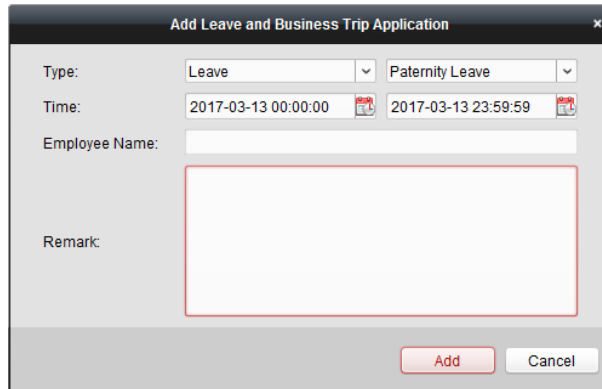 Add Leave and Business Trip Application ×
Type: Leave Paternity Leave
Time: 2017-03-13 00:00:00 2017-03-13 23:59:59
Employee Name:
Remark:
Add Cancel